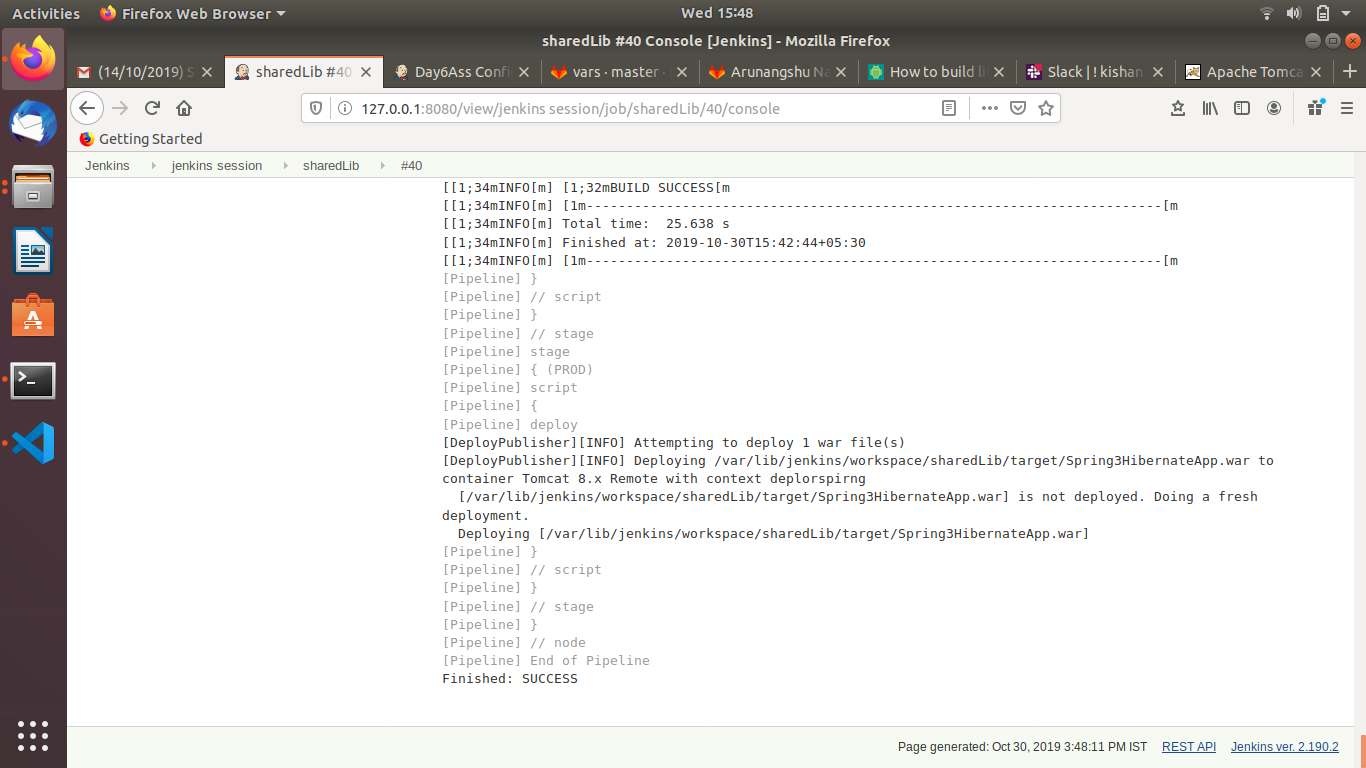 Activities Firefox Web Browser Wed 15:48
sharedLib #40 Console [Jenkins] - Mozilla Firefox
(14/10/2019) S sharedLib #40 Day6Ass Confi vars · master · Arunangshu Na How to build li Slack | ! kishan Apache Tomca
127.0.0.1:8080/view/jenkins session/job/sharedLib/40/console
Getting Started
Jenkins jenkins session sharedLib #40
[[1;34mINFO[m] [1;32mBUILD SUCCESS[m
[[1;34mINFO[m] [1m------------------------------------------------------------------------[m
[[1;34mINFO[m] Total time:  25.638 s
[[1;34mINFO[m] Finished at: 2019-10-30T15:42:44+05:30
[[1;34mINFO[m] [1m------------------------------------------------------------------------[m
[Pipeline] }
[Pipeline] // script
[Pipeline] }
[Pipeline] // stage
[Pipeline] stage
[Pipeline] { (PROD)
[Pipeline] script
[Pipeline] {
[Pipeline] deploy
[DeployPublisher][INFO] Attempting to deploy 1 war file(s)
[DeployPublisher][INFO] Deploying /var/lib/jenkins/workspace/sharedLib/target/Spring3HibernateApp.war to
container Tomcat 8.x Remote with context deplorspirng
[/var/lib/jenkins/workspace/sharedLib/target/Spring3HibernateApp.war] is not deployed. Doing a fresh
deployment.
Deploying [/var/lib/jenkins/workspace/sharedLib/target/Spring3HibernateApp.war]
[Pipeline] }
[Pipeline] // script
[Pipeline] }
[Pipeline] // stage
[Pipeline] }
[Pipeline] // node
[Pipeline] End of Pipeline
Finished: SUCCESS
Page generated: Oct 30, 2019 3:48:11 PM IST REST API Jenkins ver. 2.190.2